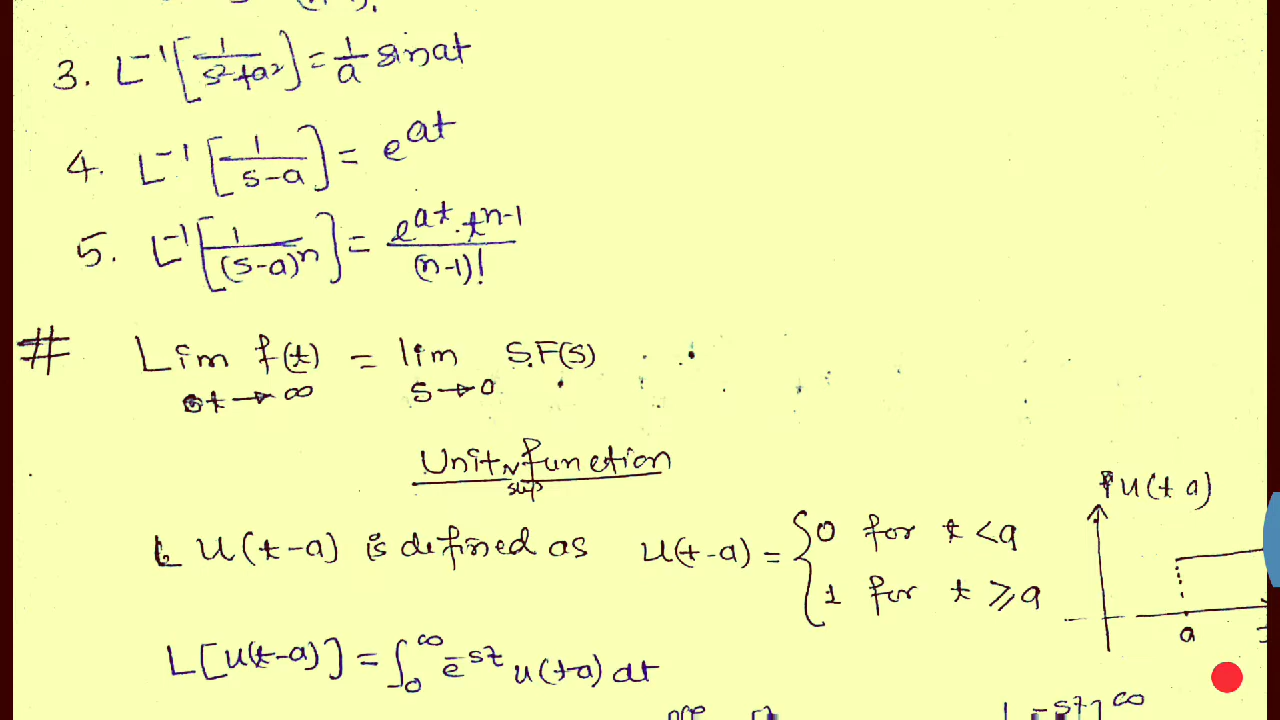 3. L⁻¹[1/(s²+a²)] = 1/a sin at
4. L⁻¹[1/(s-a)] = e^{at}
5. L⁻¹[1/(s-a)ⁿ] = e^{at}·t^{n-1}/(n-1)!
# Lim f(t) = lim S.F(s)
t→∞ S→0
Unit step function
U(t-a) is defined as U(t-a) = {0 for t<a
1 for t ⩾a
U(t a)
a
L[U(t-a)] = ∫₀^∞ e^{-st} u(t-a) dt